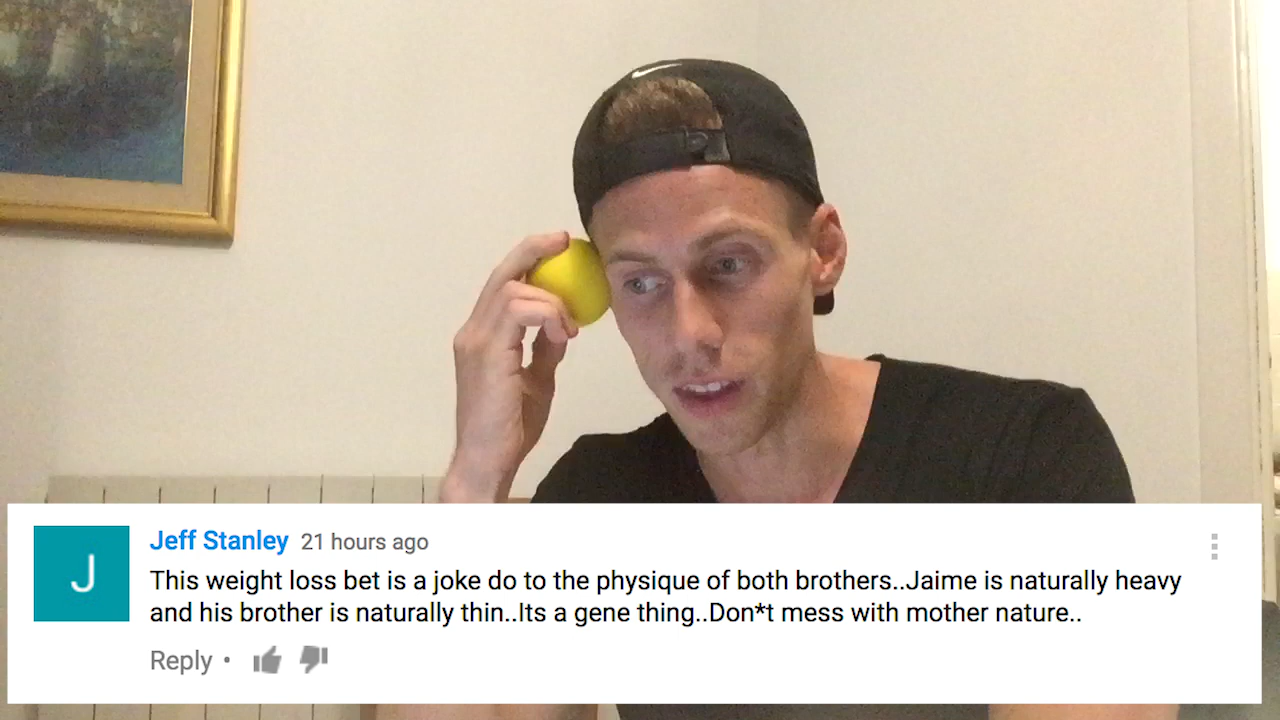 J
Jeff Stanley 21 hours ago
This weight loss bet is a joke do to the physique of both brothers..Jaime is naturally heavy
and his brother is naturally thin..Its a gene thing..Don*t mess with mother nature..
Reply •